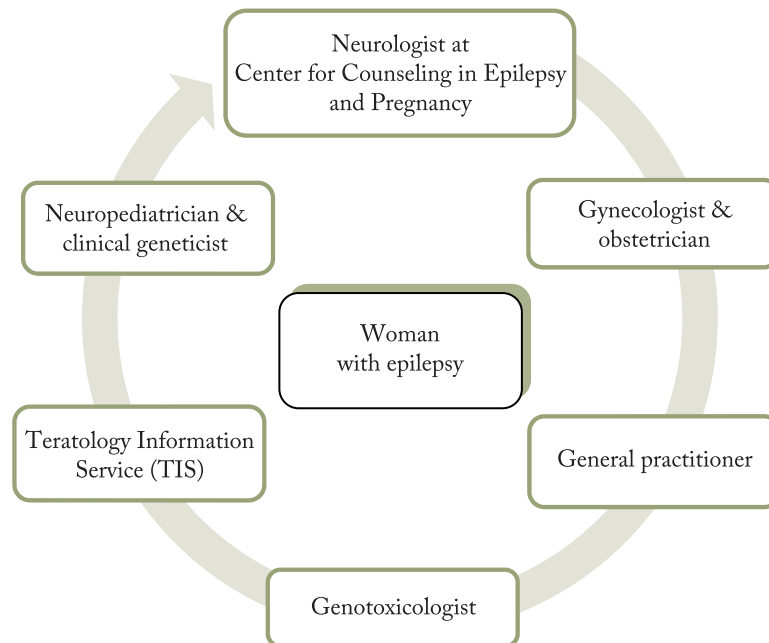 Neurologist at
Center for Counseling in Epilepsy
and Pregnancy
Gynecologist &
obstetrician
General practitioner
Genotoxicologist
Teratology Information
Service (TIS)
Neuropediatrician &
clinical geneticist
Woman
with epilepsy